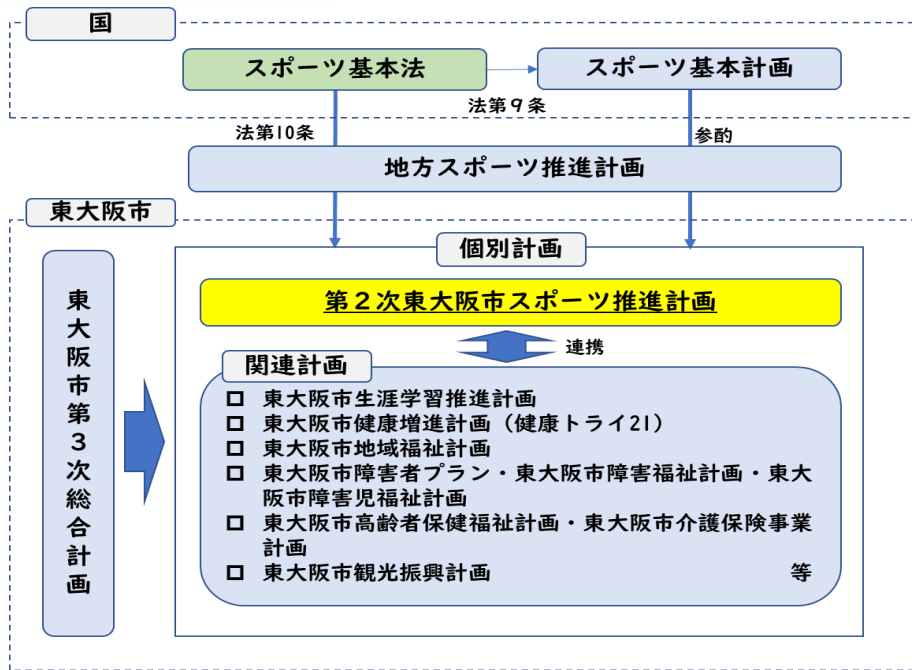 国
スポーツ基本法
スポーツ基本計画
法第9条
法第10条
参酌
地方スポーツ推進計画
東大阪市
個別計画
東大阪市第3次総合計画
第2次東大阪市スポーツ推進計画
連携
関連計画
□ 東大阪市生涯学習推進計画
□ 東大阪市健康増進計画（健康トライ21）
□ 東大阪市地域福祉計画
□ 東大阪市障害者プラン・東大阪市障害福祉計画・東大
阪市障害児福祉計画
□ 東大阪市高齢者保健福祉計画・東大阪市介護保険事業
計画
□ 東大阪市観光振興計画 等